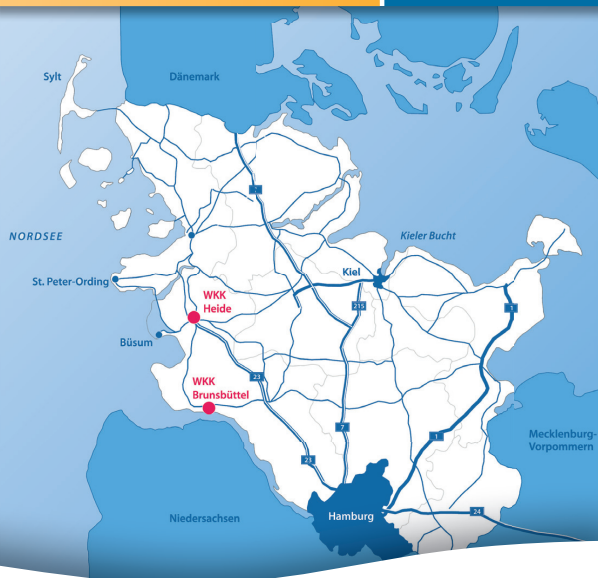 Sylt
Dänemark
7
NORDSEE
Kieler Bucht
St. Peter-Ording
Kiel
WKK
Heide
215
1
Büsum
23
WKK
Brunsbüttel
7
1
Mecklenburg-
Vorpommern
23
Niedersachsen
Hamburg
24